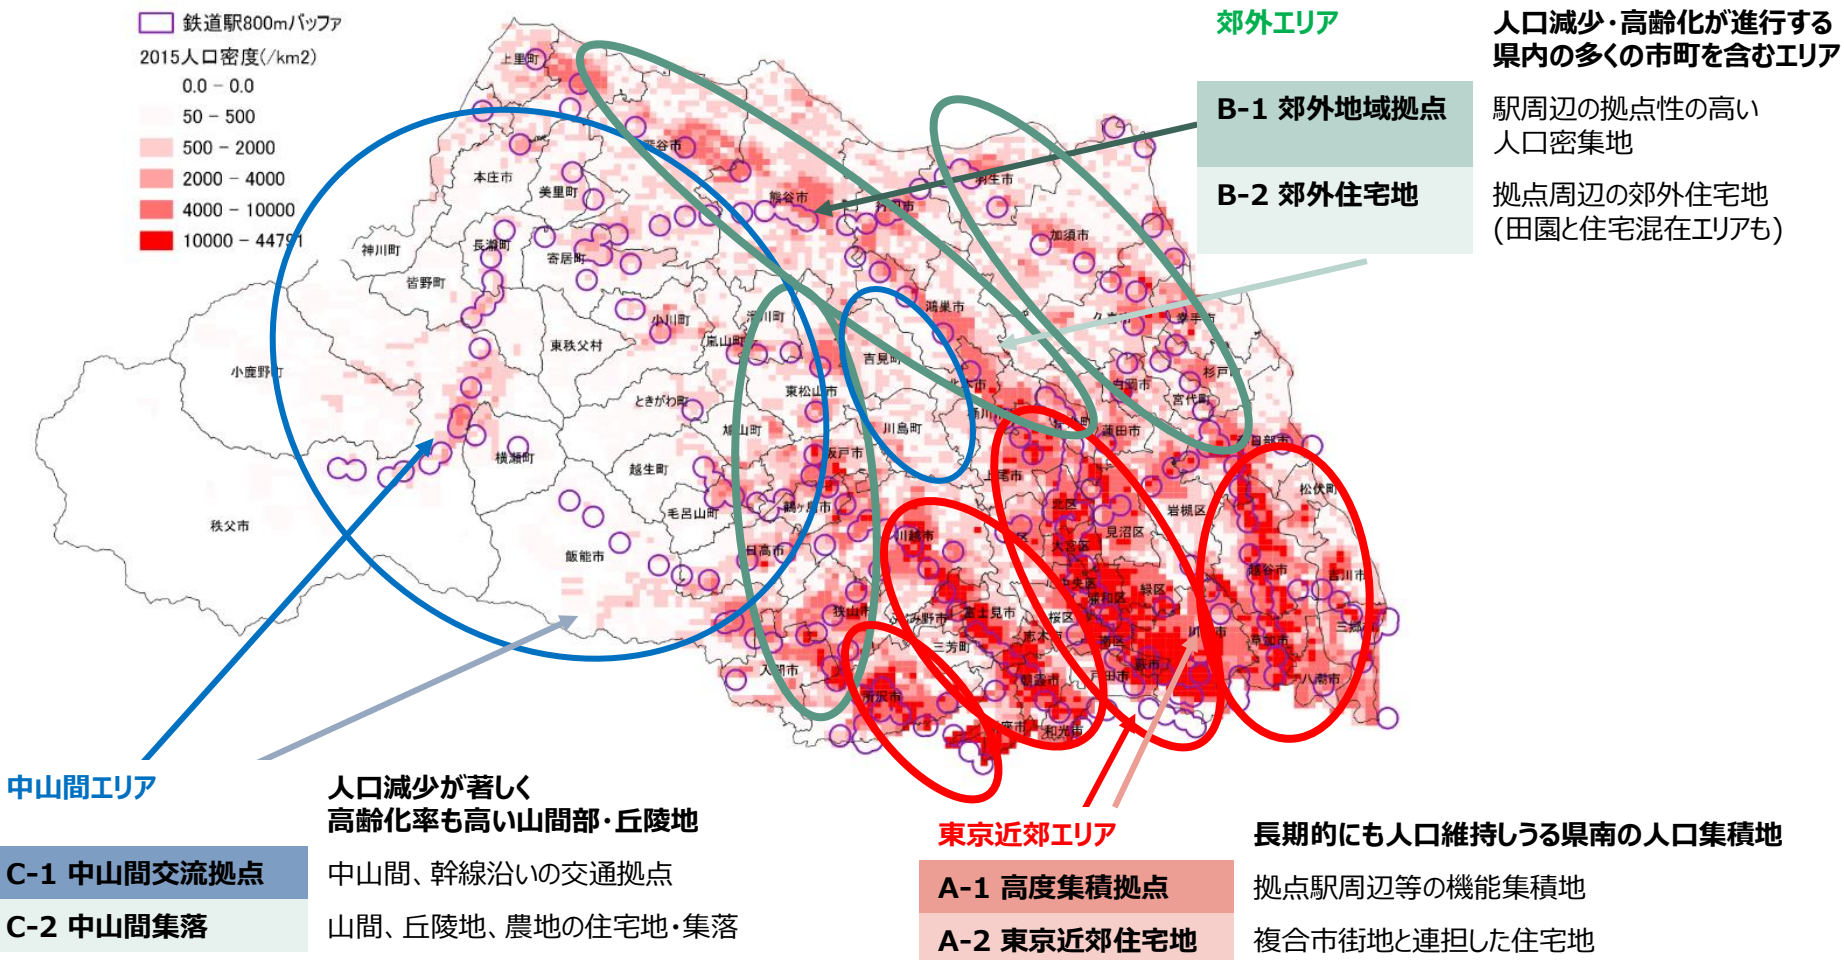 鉄道駅800mバッファ
2015人口密度(/km2)
0.0 − 0.0
50 − 500
500 − 2000
2000 − 4000
4000 − 10000
10000 − 44791
郊外エリア
人口減少・高齢化が進行する
県内の多くの市町を含むエリア
B-1 郊外地域拠点
駅周辺の拠点性の高い
人口密集地
B-2 郊外住宅地
拠点周辺の郊外住宅地
(田園と住宅混在エリアも)
上里町
本庄市
美里町
熊谷市
神川町
長瀞町
寄居町
皆野町
加須市
鴻巣市
小川町
嵐山町
東秩父村
小鹿野町
吉見町
東松山市
ときがわ町
鳩山町
川島町
杉戸
宮代町
白岡市
蓮田市
幸手市
横瀬町
越生町
坂戸市
上尾市
松伏町
秩父市
毛呂山町
鶴ヶ島市
北区
岩槻区
見沼区
大宮区
川越市
飯能市
日高市
越谷市
吉川市
中央区
浦和区
緑区
狭山市
ふじみ野市
富士見市
桜区
志木市
南区
草加市
三郷
三芳町
入間市
戸田市
蕨市
八潮市
朝霞市
所沢市
和光市
中山間エリア
人口減少が著しく
高齢化率も高い山間部・丘陵地
C-1 中山間交流拠点
中山間、幹線沿いの交通拠点
C-2 中山間集落
山間、丘陵地、農地の住宅地・集落
東京近郊エリア
長期的にも人口維持しうる県南の人口集積地
A-1 高度集積拠点
拠点駅周辺等の機能集積地
A-2 東京近郊住宅地
複合市街地と連担した住宅地